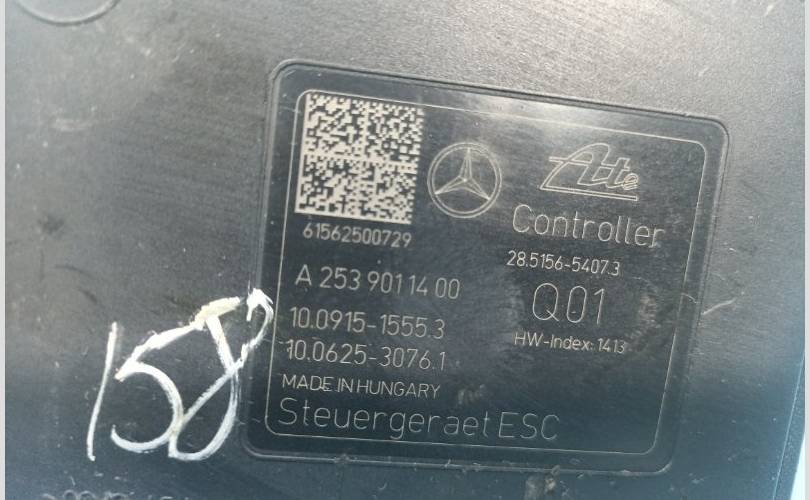 Ate
Controller
61562500729
28.5156-5407.3
A 253 901 14 00
Q01
10.0915-1555.3
HW-Index: 1413
10.0625-3076.1
MADE IN HUNGARY
Steuergeraet ESC
158